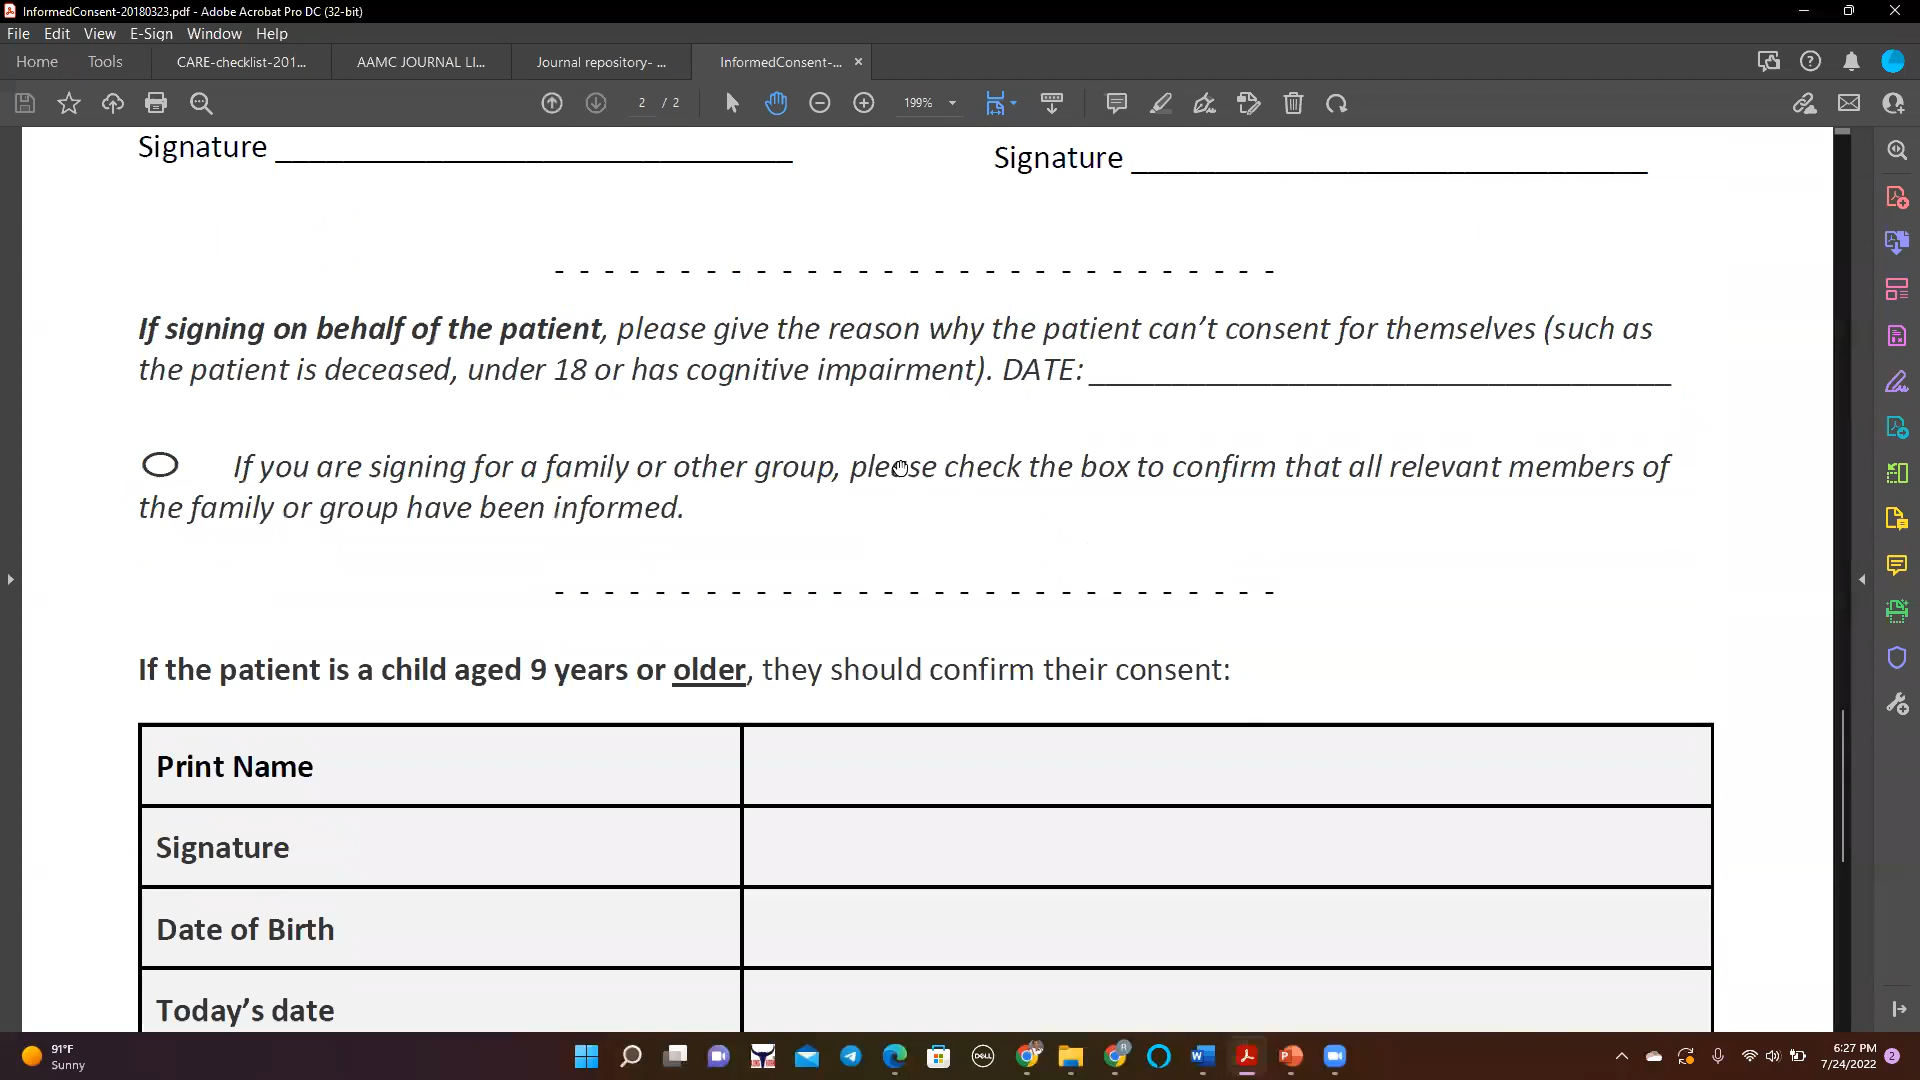 InformedConsent-20180323.pdf - Adobe Acrobat Pro DC (32-bit)
File Edit View E-Sign Window Help
Home Tools CARE-checklist-201... AAMC JOURNAL LI... Journal repository- ... InformedConsent-... ×
2 / 2 199%
Signature ________________________________ Signature ________________________________
- - - - - - - - - - - - - - - - - - - - - - - - - - - - -
If signing on behalf of the patient, please give the reason why the patient can’t consent for themselves (such as
the patient is deceased, under 18 or has cognitive impairment). DATE: ____________________________________
If you are signing for a family or other group, please check the box to confirm that all relevant members of
the family or group have been informed.
- - - - - - - - - - - - - - - - - - - - - - - - - - - - -
If the patient is a child aged 9 years or older, they should confirm their consent:
Print Name
Signature
Date of Birth
Today’s date
91°F
Sunny
DELL
6:27 PM
7/24/2022
2